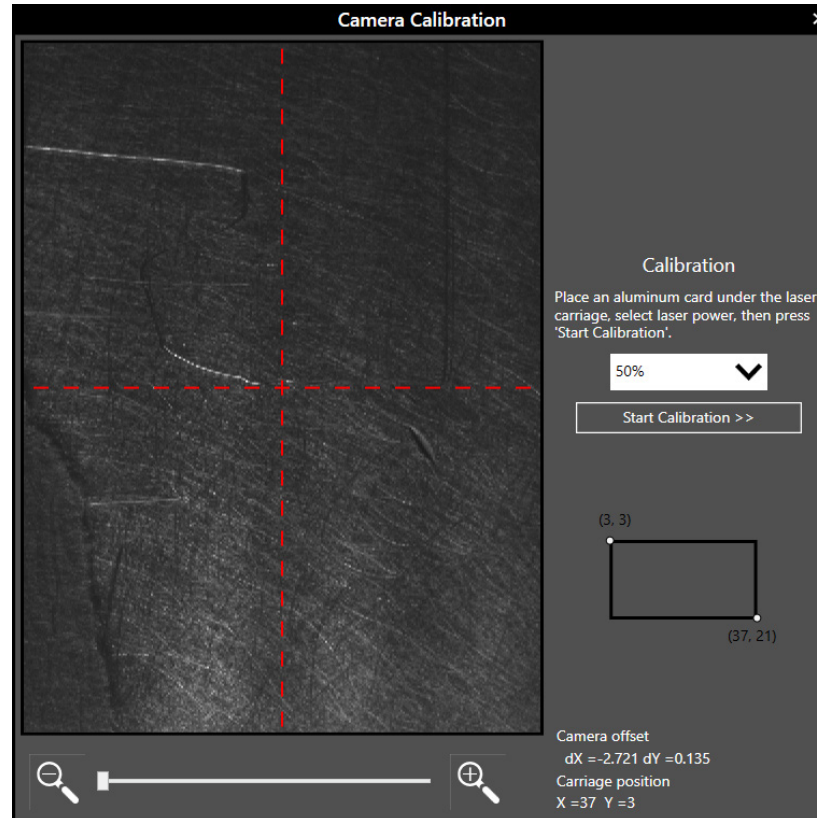 Camera Calibration
Calibration
Place an aluminum card under the laser
carriage, select laser power, then press
'Start Calibration'.
50%
Start Calibration >>
(3, 3)
(37, 21)
Camera offset
dX =-2.721 dY =0.135
Carriage position
X =37 Y =3